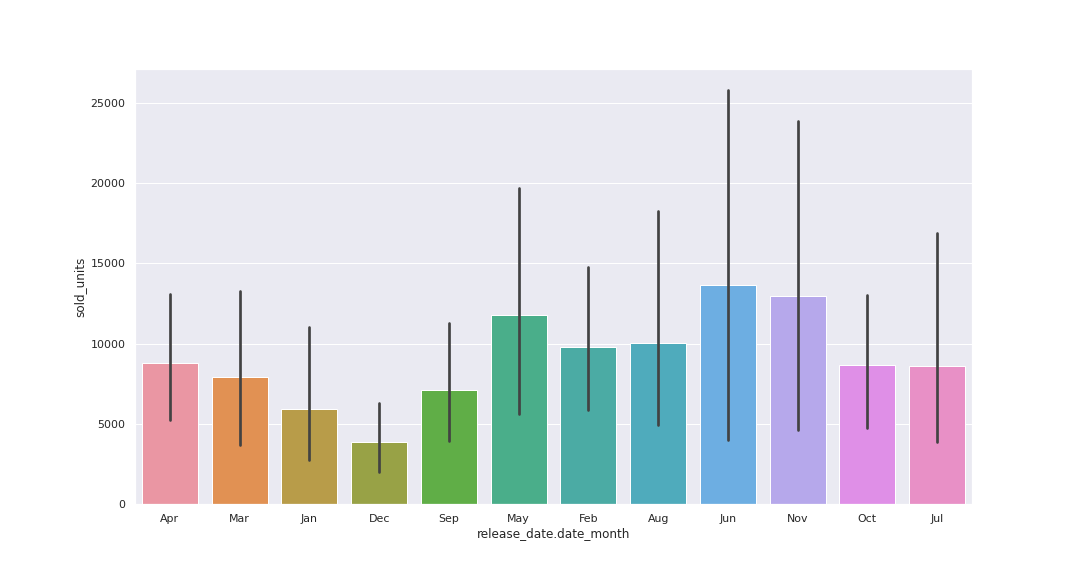 25000
20000
15000
10000
5000
0
sold_units
Apr Mar Jan Dec Sep May Feb Aug Jun Nov Oct Jul
release_date.date_month